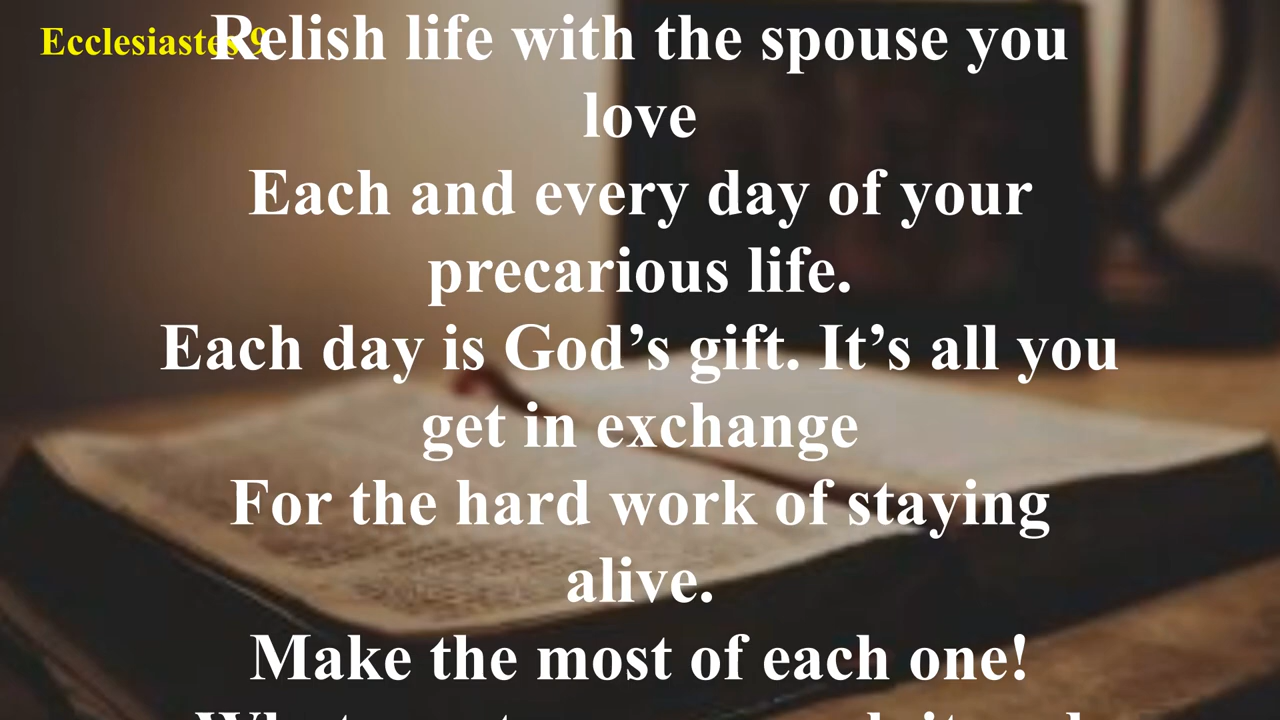 Ecclesiastes 9
Relish life with the spouse you
love
Each and every day of your
precarious life.
Each day is God’s gift. It’s all you
get in exchange
For the hard work of staying
alive.
Make the most of each one!